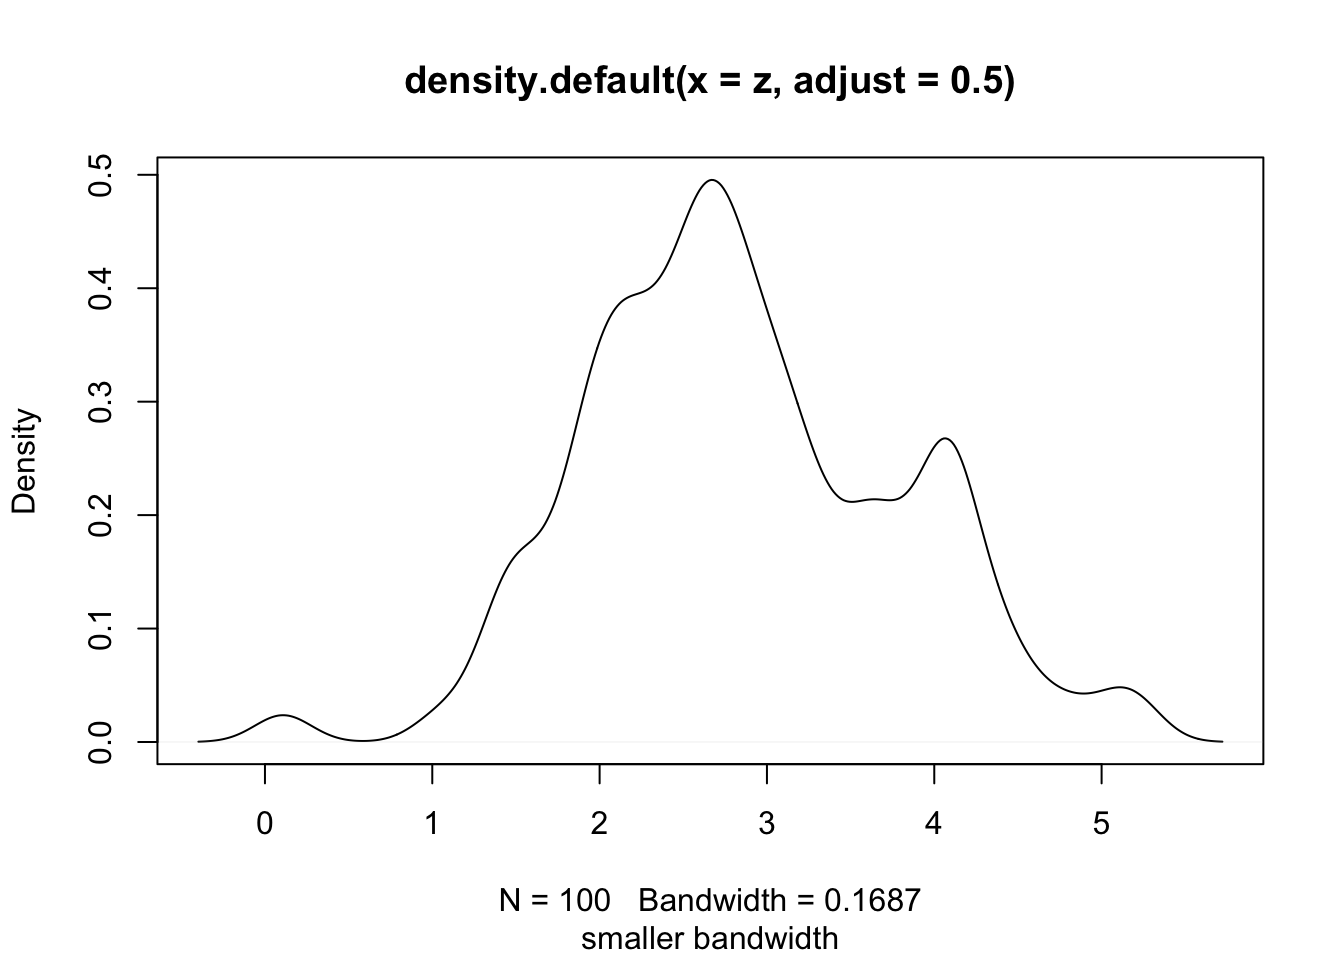 density.default(x = z, adjust = 0.5)
Density
0.5
0.4
0.3
0.2
0.1
0.0
0 1 2 3 4 5
N = 100   Bandwidth = 0.1687
smaller bandwidth